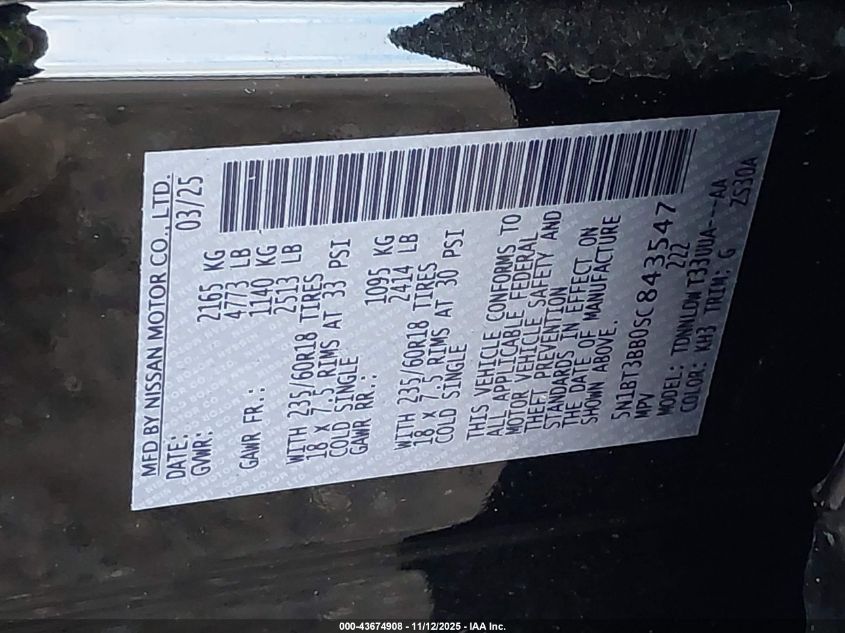 MFD BY NISSAN MOTOR CO., LTD.
DATE: 03/25
GVWR: 2165 KG
4773 LB
GAWR FR.: 1140 KG
2513 LB
WITH 235/60R18 TIRES
18 X 7.5 RIMS AT 33 PSI
COLD SINGLE
GAWR RR.: 1095 KG
2414 LB
WITH 235/60R18 TIRES
18 X 7.5 RIMS AT 30 PSI
COLD SINGLE
THIS VEHICLE CONFORMS TO
ALL APPLICABLE FEDERAL
MOTOR VEHICLE SAFETY AND
THEFT PREVENTION
STANDARDS IN EFFECT ON
THE DATE OF MANUFACTURE
SHOWN ABOVE.
5N1BT3BB0SC843547
MPV 222
MODEL: TDNNLDW T330UA---AA
COLOR: KH3 TRIM: G ZS30A
000-43674908 - 11/12/2025 - IAA Inc.